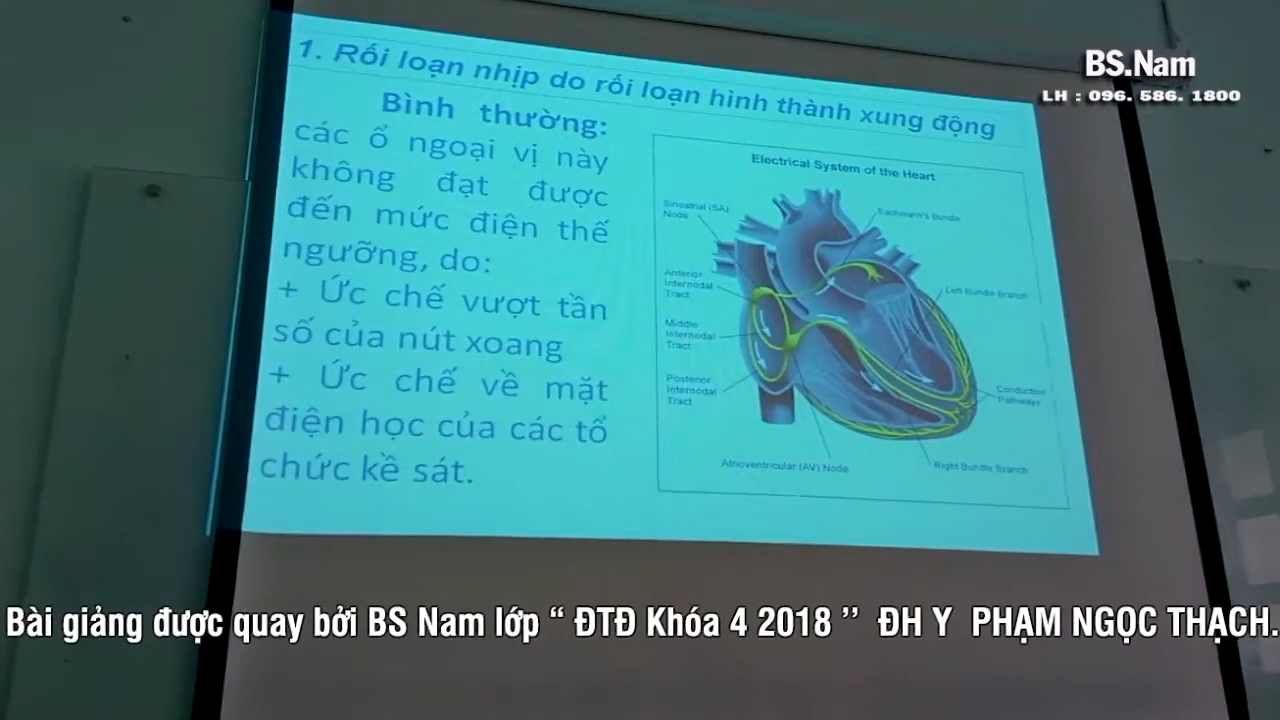 1. Rối loạn nhịp do rối loạn hình thành xung động
Bình thường:
các ổ ngoại vị này
không đạt được
đến mức điện thế
ngưỡng, do:
+ Ức chế vượt tần
số của nút xoang
+ Ức chế về mặt
điện học của các tổ
chức kề sát.
Electrical System of the Heart
Sinoatrial (SA)
Node
Bachmann's Bundle
Anterior
Internodal
Tract
Left Bundle Branch
Middle
Internodal
Tract
Posterior
Internodal
Tract
Conduction
Pathways
Atrioventricular (AV) Node
Right Bundle Branch
BS.Nam
LH : 096. 586. 1800
Bài giảng được quay bởi BS Nam lớp “ ĐTĐ Khóa 4 2018 ’’ ĐH Y PHẠM NGỌC THẠCH.